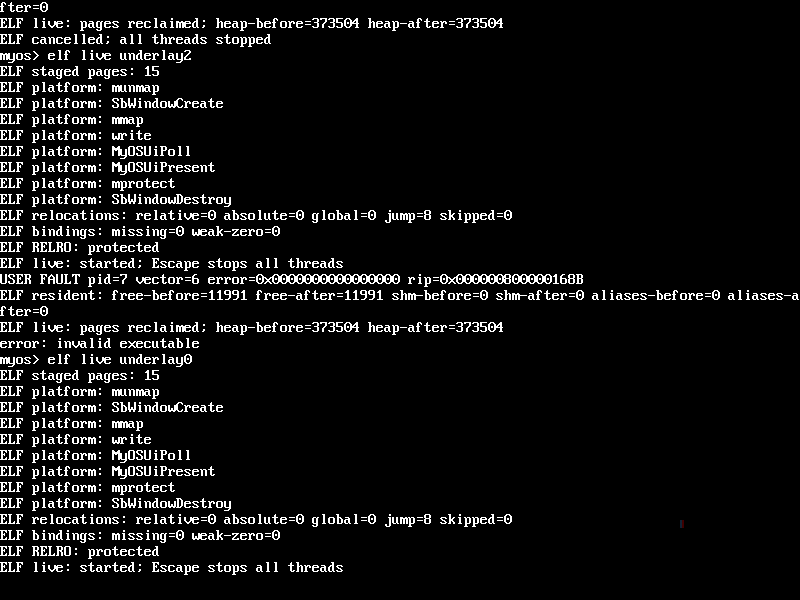 fter=0
ELF live: pages reclaimed; heap-before=373504 heap-after=373504
ELF cancelled; all threads stopped
myos> elf live underlay2
ELF staged pages: 15
ELF platform: munmap
ELF platform: SbWindowCreate
ELF platform: mmap
ELF platform: write
ELF platform: MyOSUiPoll
ELF platform: MyOSUiPresent
ELF platform: mprotect
ELF platform: SbWindowDestroy
ELF relocations: relative=0 absolute=0 global=0 jump=8 skipped=0
ELF bindings: missing=0 weak-zero=0
ELF RELRO: protected
ELF live: started; Escape stops all threads
USER FAULT pid=7 vector=6 error=0x0000000000000000 rip=0x000000800000168B
ELF resident: free-before=11991 free-after=11991 shm-before=0 shm-after=0 aliases-before=0 aliases-a
fter=0
ELF live: pages reclaimed; heap-before=373504 heap-after=373504
error: invalid executable
myos> elf live underlay0
ELF staged pages: 15
ELF platform: munmap
ELF platform: SbWindowCreate
ELF platform: mmap
ELF platform: write
ELF platform: MyOSUiPoll
ELF platform: MyOSUiPresent
ELF platform: mprotect
ELF platform: SbWindowDestroy
ELF relocations: relative=0 absolute=0 global=0 jump=8 skipped=0
ELF bindings: missing=0 weak-zero=0
ELF RELRO: protected
ELF live: started; Escape stops all threads